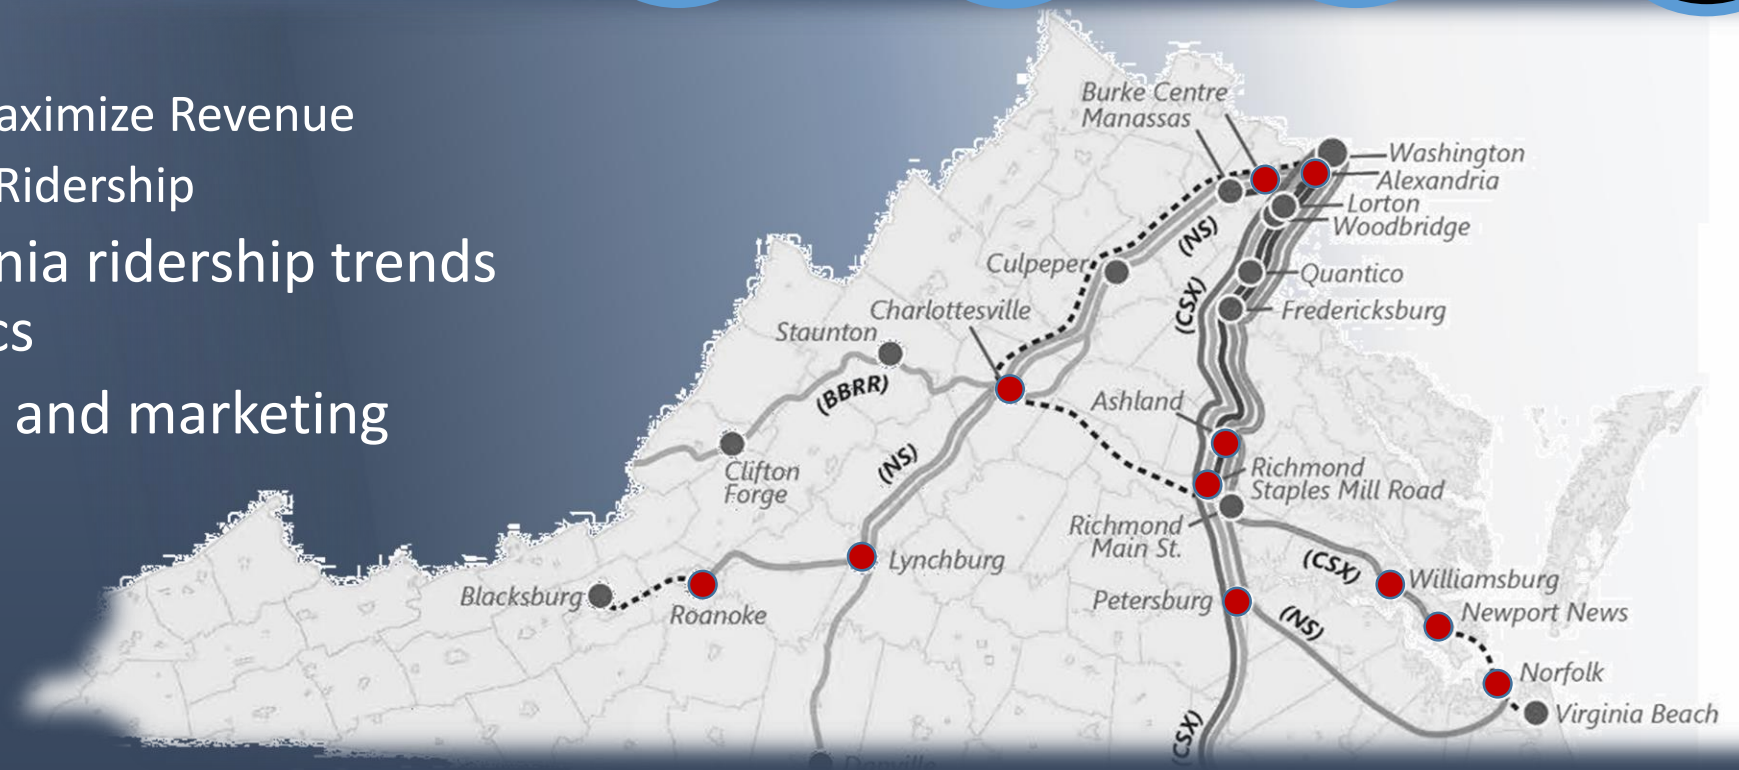 aximize Revenue
Ridership
nia ridership trends
cs
and marketing
Burke Centre
Manassas
Washington
Alexandria
Lorton
Woodbridge
(NS)
Culpeper
Quantico
(CSX)
Charlottesville
Fredericksburg
Staunton
(BBRR)
Ashland
(NS)
Clifton
Forge
Richmond
Staples Mill Road
Richmond
Main St.
Lynchburg
(CSX)
Williamsburg
Blacksburg
Roanoke
Petersburg
(NS)
Newport News
Norfolk
Virginia Beach
(CSX)
Danville